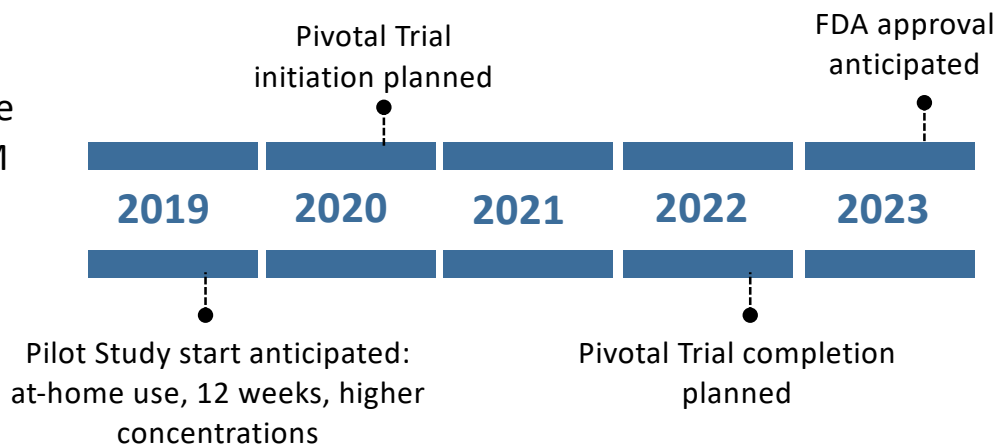 Pivotal Trial
initiation planned
FDA approval
anticipated
2019 2020 2021 2022 2023
Pilot Study start anticipated:
at-home use, 12 weeks, higher
concentrations
Pivotal Trial completion
planned